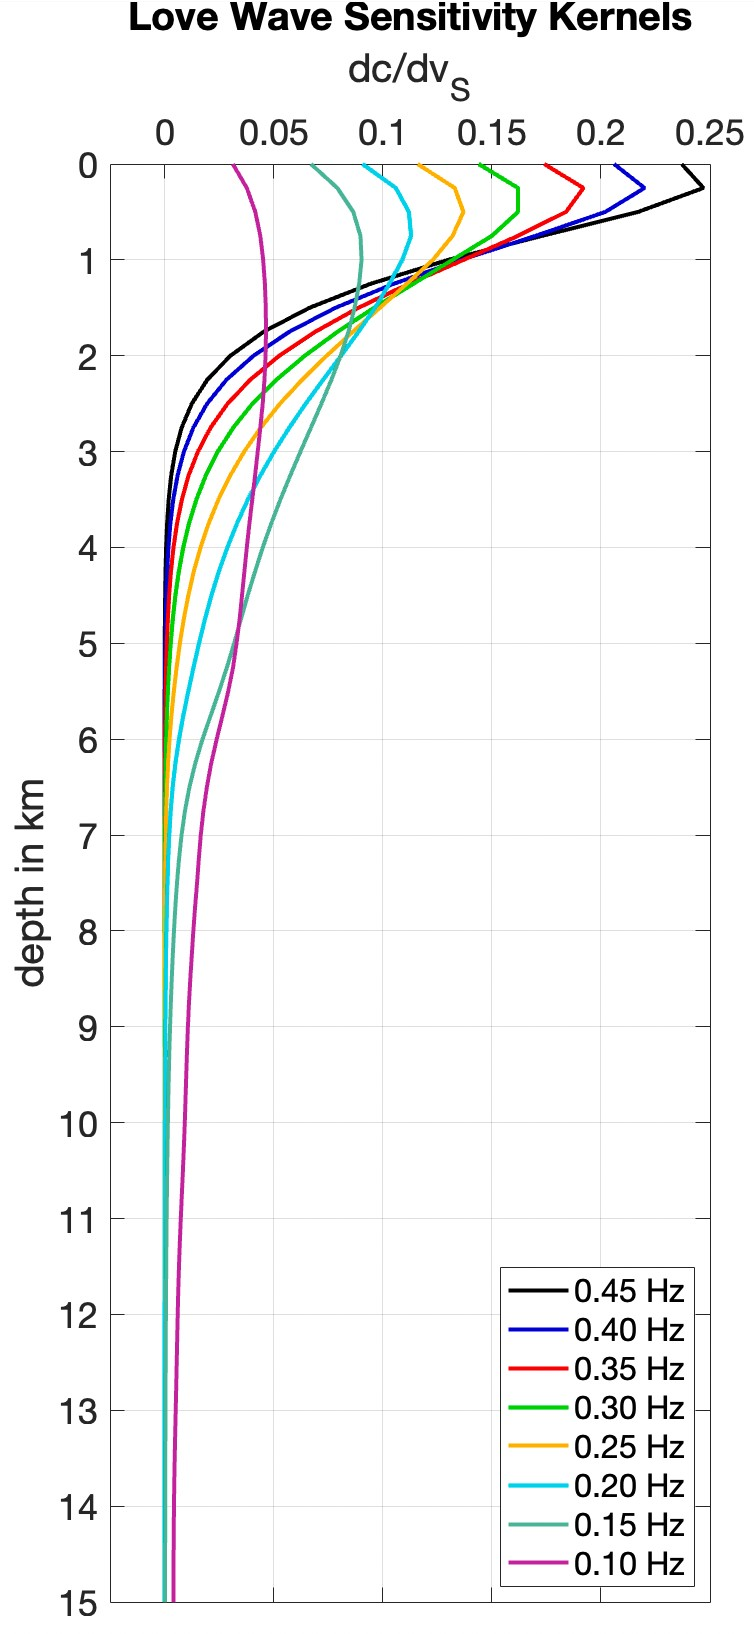 Love Wave Sensitivity Kernels
dc/dvS
0 0.05 0.1 0.15 0.2 0.25
0
1
2
3
4
5
6
7
8
9
10
11
12
13
14
15
depth in km
0.45 Hz
0.40 Hz
0.35 Hz
0.30 Hz
0.25 Hz
0.20 Hz
0.15 Hz
0.10 Hz